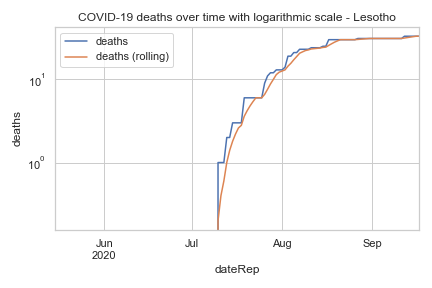 COVID-19 deaths over time with logarithmic scale - Lesotho
deaths
deaths (rolling)
10¹
10⁰
deaths
Jun
2020
Jul
Aug
Sep
dateRep